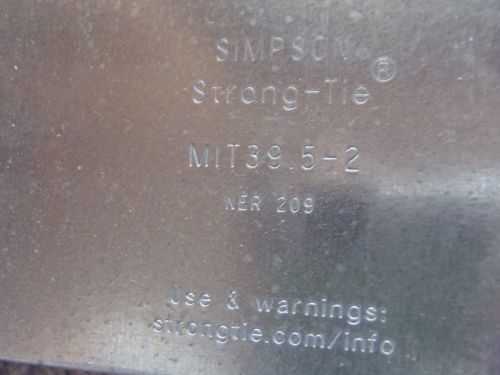 SIMPSON
Strong-Tie®
MIT39.5-2
NER 209
Use & warnings:
strongtie.com/info